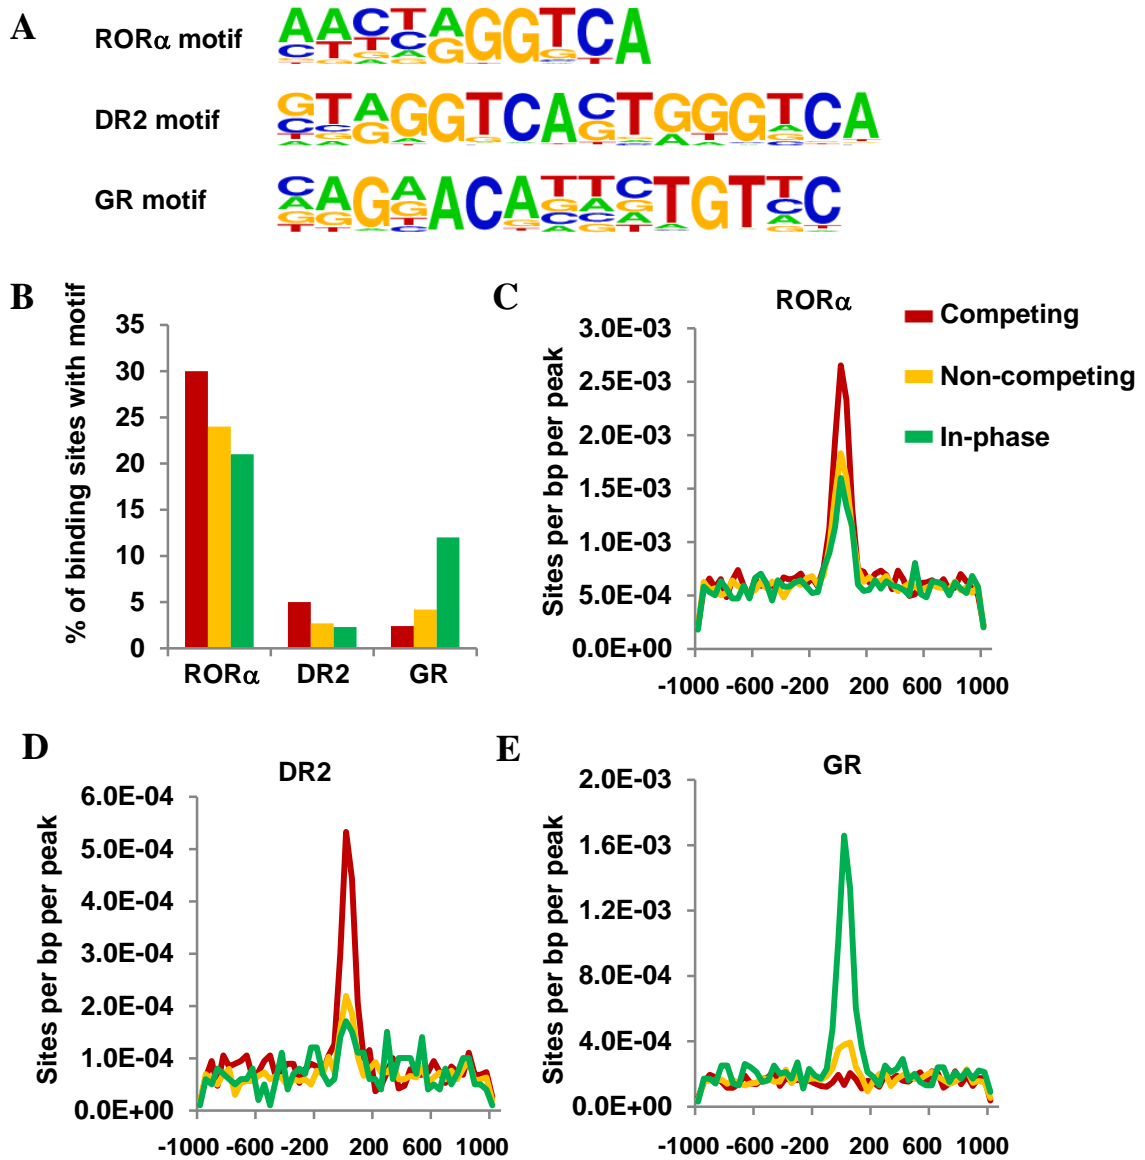 A
RORα motif
AACTAGGTCA
DR2 motif
GTAGGTCACTGGGTCA
GR motif
CAGAACATTCTGTTC
B
% of binding sites with motif
35
30
25
20
15
10
5
0
RORα DR2 GR
C
RORα
Competing
Non-competing
In-phase
Sites per bp per peak
3.0E-03
2.5E-03
2.0E-03
1.5E-03
1.0E-03
5.0E-04
0.0E+00
-1000 -600 -200 200 600 1000
D
DR2
Sites per bp per peak
6.0E-04
5.0E-04
4.0E-04
3.0E-04
2.0E-04
1.0E-04
0.0E+00
-1000 -600 -200 200 600 1000
E
GR
Sites per bp per peak
2.0E-03
1.6E-03
1.2E-03
8.0E-04
4.0E-04
0.0E+00
-1000 -600 -200 200 600 1000